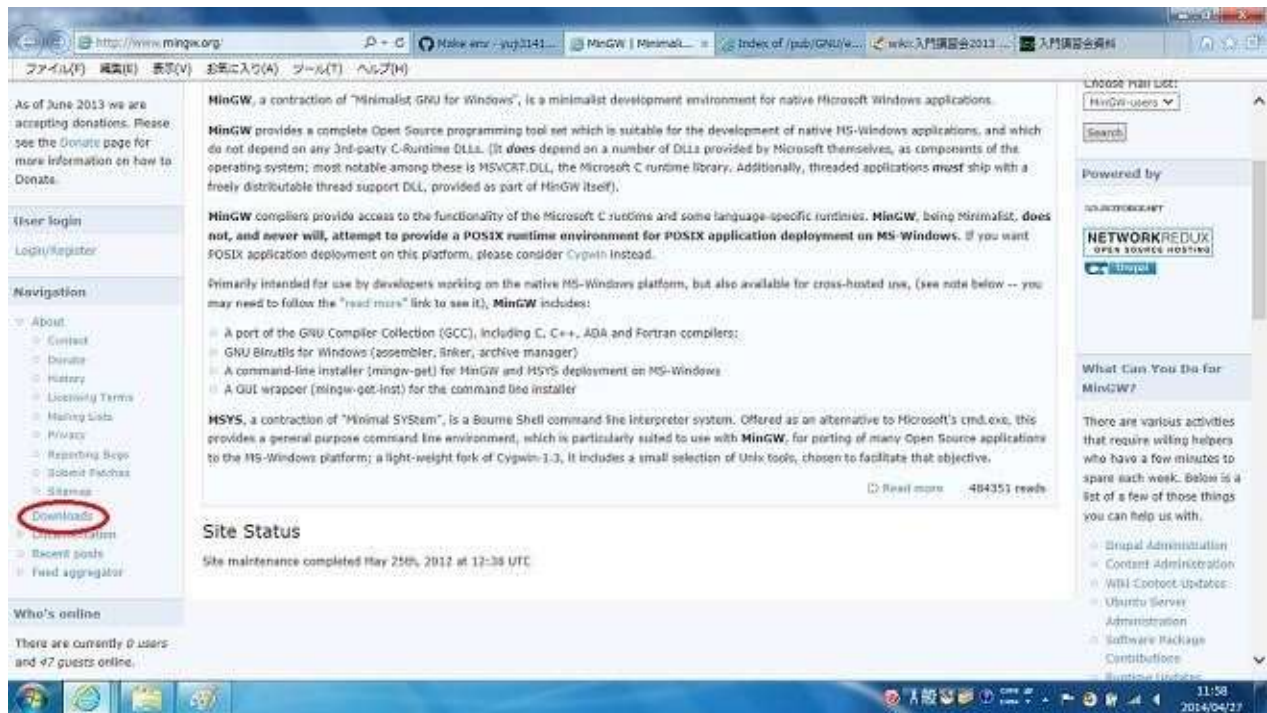 http://www.mingw.org/
Make env - yuji3141...
MinGW | Minimali...
Index of /pub/GNU/e...
wiki:入門講習会2013 ...
入門講習会資料
ファイル(F) 編集(E) 表示(V) お気に入り(A) ツール(T) ヘルプ(H)
As of June 2013 we are
accepting donations. Please
see the Donate page for
more information on how to
Donate.
User login
Login/Register
Navigation
About
Contact
Donate
History
Licensing Terms
Mailing Lists
Privacy
Reporting Bugs
Submit Patches
Sitemap
Downloads
Documentation
Recent posts
Feed aggregator
Who's online
There are currently 0 users
and 47 guests online.
MinGW, a contraction of "Minimalist GNU for Windows", is a minimalist development environment for native Microsoft Windows applications.
MinGW provides a complete Open Source programming tool set which is suitable for the development of native MS-Windows applications, and which
do not depend on any 3rd-party C-Runtime DLLs. (It does depend on a number of DLLs provided by Microsoft themselves, as components of the
operating system; most notable among these is MSVCRT.DLL, the Microsoft C runtime library. Additionally, threaded applications must ship with a
freely distributable thread support DLL, provided as part of MinGW itself).
MinGW compilers provide access to the functionality of the Microsoft C runtime and some language-specific runtimes. MinGW, being Minimalist, does
not, and never will, attempt to provide a POSIX runtime environment for POSIX application deployment on MS-Windows. If you want
POSIX application deployment on this platform, please consider Cygwin instead.
Primarily intended for use by developers working on the native MS-Windows platform, but also available for cross-hosted use, (see note below -- you
may need to follow the "read more" link to see it), MinGW includes:
A port of the GNU Compiler Collection (GCC), including C, C++, ADA and Fortran compilers;
GNU Binutils for Windows (assembler, linker, archive manager)
A command-line installer (mingw-get) for MinGW and MSYS deployment on MS-Windows
A GUI wrapper (mingw-get-inst) for the command line installer
MSYS, a contraction of "Minimal SYStem", is a Bourne Shell command line interpreter system. Offered as an alternative to Microsoft's cmd.exe, this
provides a general purpose command line environment, which is particularly suited to use with MinGW, for porting of many Open Source applications
to the MS-Windows platform; a light-weight fork of Cygwin-1.3, it includes a small selection of Unix tools, chosen to facilitate that objective.
Read more 484351 reads
Site Status
Site maintenance completed May 25th, 2012 at 12:38 UTC
Choose Mail List:
MinGW-users
Search
Powered by
SOURCEFORGE.NET
NETWORKREDUX
OPEN SOURCE HOSTING
Drupal
What Can You Do for
MinGW?
There are various activities
that require willing helpers
who have a few minutes to
spare each week. Below is a
list of a few of those things
you can help us with.
Drupal Administration
Content Administration
Wiki Content Updates
Ubuntu Server
Administration
Software Package
Contributions
Runtime Updates
A 般
11:58
2014/04/27